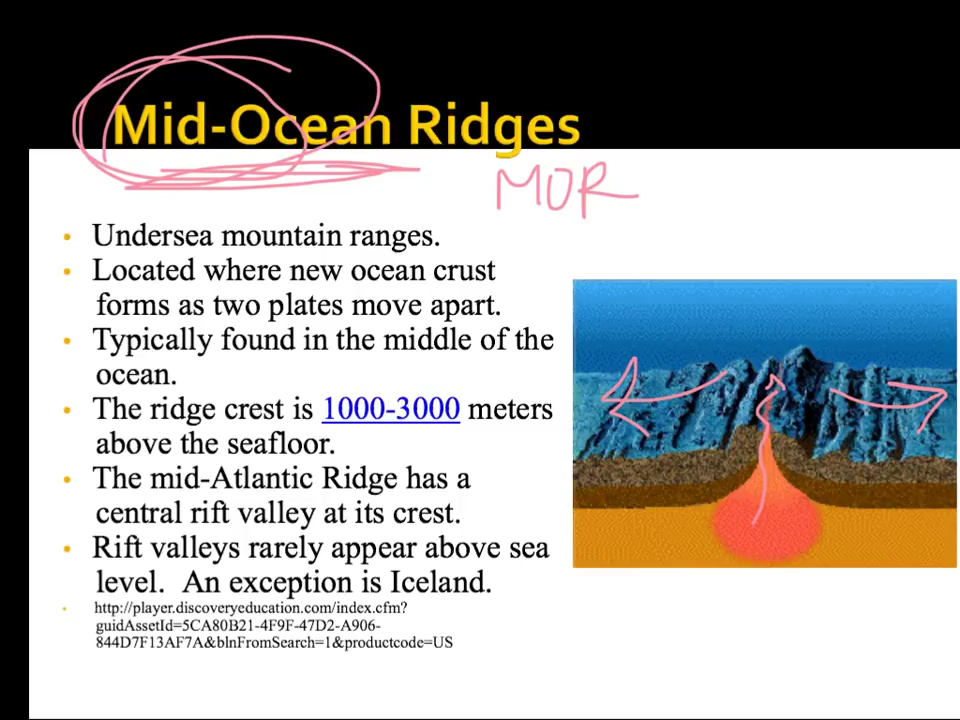 Mid-Ocean Ridges
MOR
• Undersea mountain ranges.
• Located where new ocean crust
forms as two plates move apart.
• Typically found in the middle of the
ocean.
• The ridge crest is 1000-3000 meters
above the seafloor.
• The mid-Atlantic Ridge has a
central rift valley at its crest.
• Rift valleys rarely appear above sea
level.  An exception is Iceland.
• http://player.discoveryeducation.com/index.cfm?
guidAssetId=5CA80B21-4F9F-47D2-A906-
844D7F13AF7A&blnFromSearch=1&productcode=US